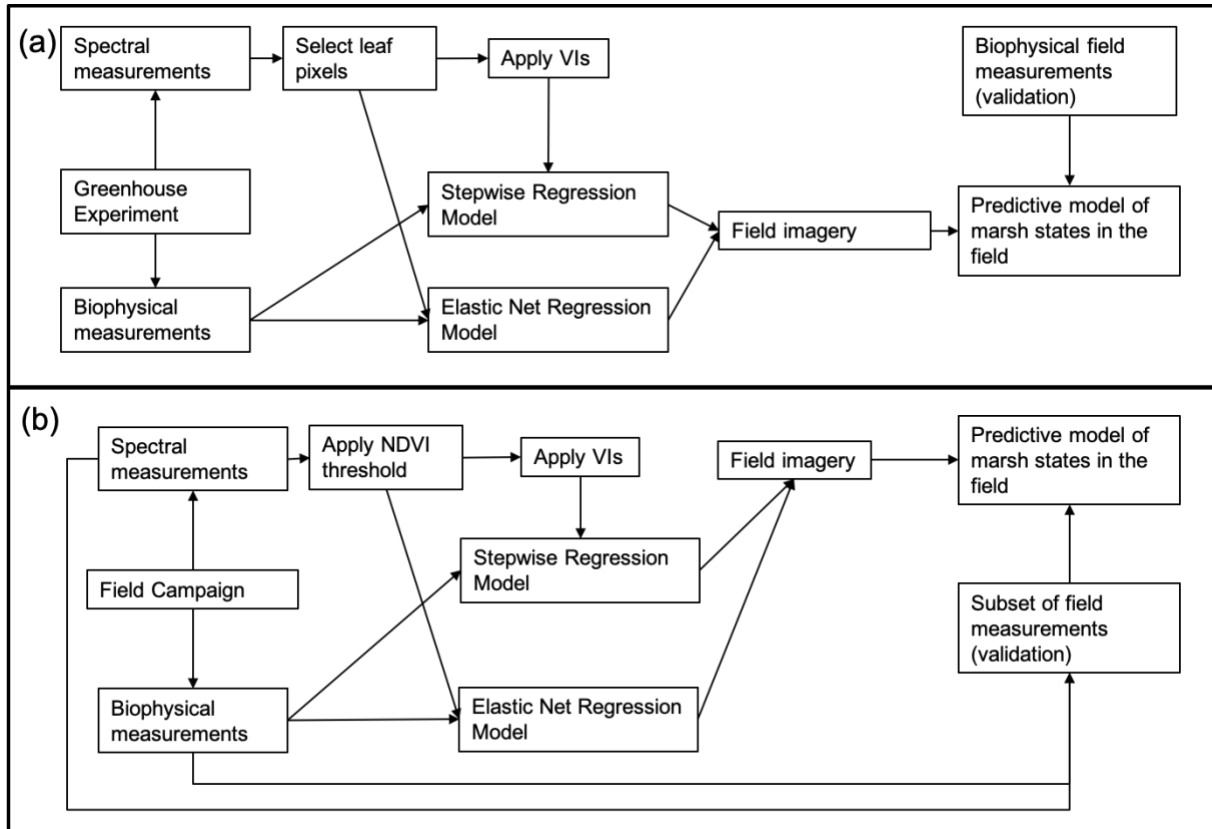 (a)
Spectral
measurements
Select leaf
pixels
Apply VIs
Biophysical field
measurements
(validation)
Greenhouse
Experiment
Stepwise Regression
Model
Field imagery
Predictive model of
marsh states in the
field
Biophysical
measurements
Elastic Net Regression
Model
(b)
Spectral
measurements
Apply NDVI
threshold
Apply VIs
Field imagery
Predictive model of
marsh states in the
field
Field Campaign
Stepwise Regression
Model
Subset of field
measurements
(validation)
Biophysical
measurements
Elastic Net Regression
Model